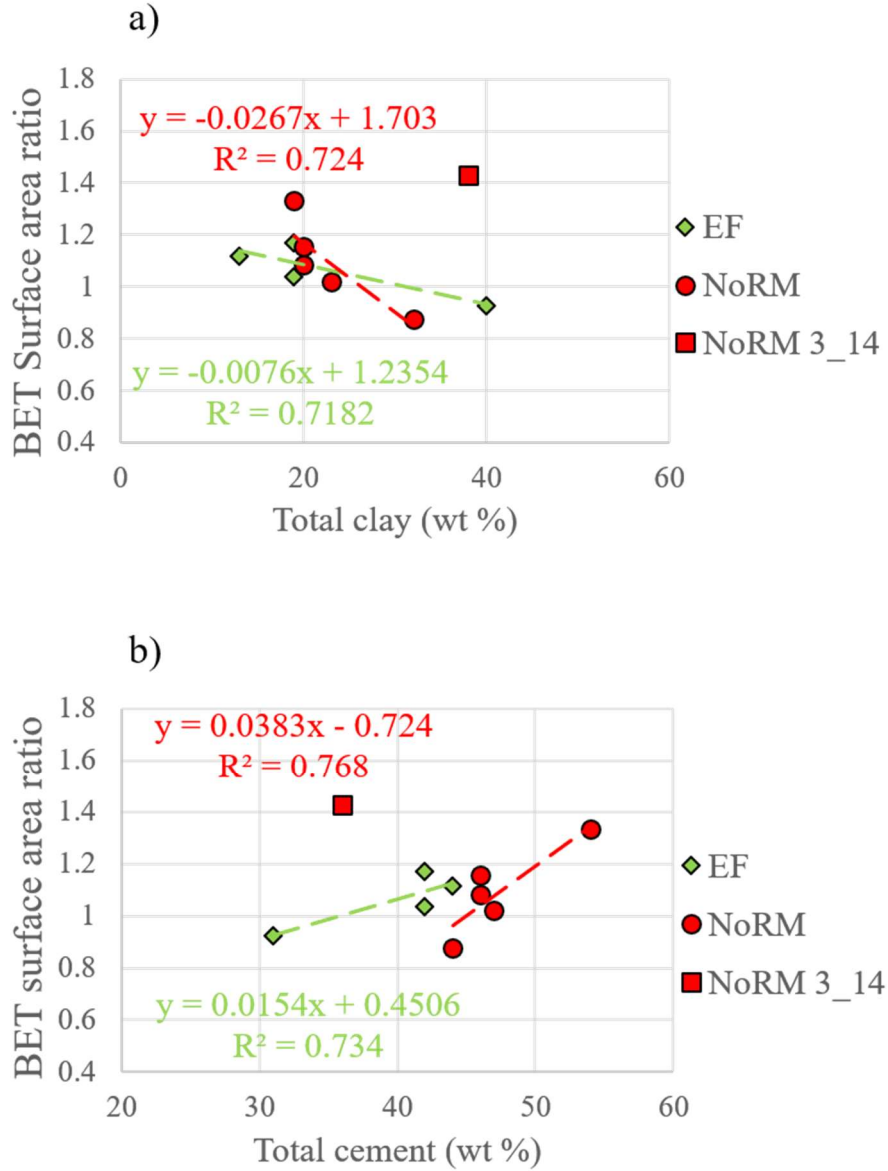 a)
BET Surface area ratio
1.8
1.6
1.4
1.2
1
0.8
0.6
0.4
y = -0.0267x + 1.703
R² = 0.724
y = -0.0076x + 1.2354
R² = 0.7182
0
20
40
60
Total clay (wt %)
EF
NoRM
NoRM 3_14
b)
BET surface area ratio
1.8
1.6
1.4
1.2
1
0.8
0.6
0.4
y = 0.0383x - 0.724
R² = 0.768
y = 0.0154x + 0.4506
R² = 0.734
20
30
40
50
60
Total cement (wt %)
EF
NoRM
NoRM 3_14